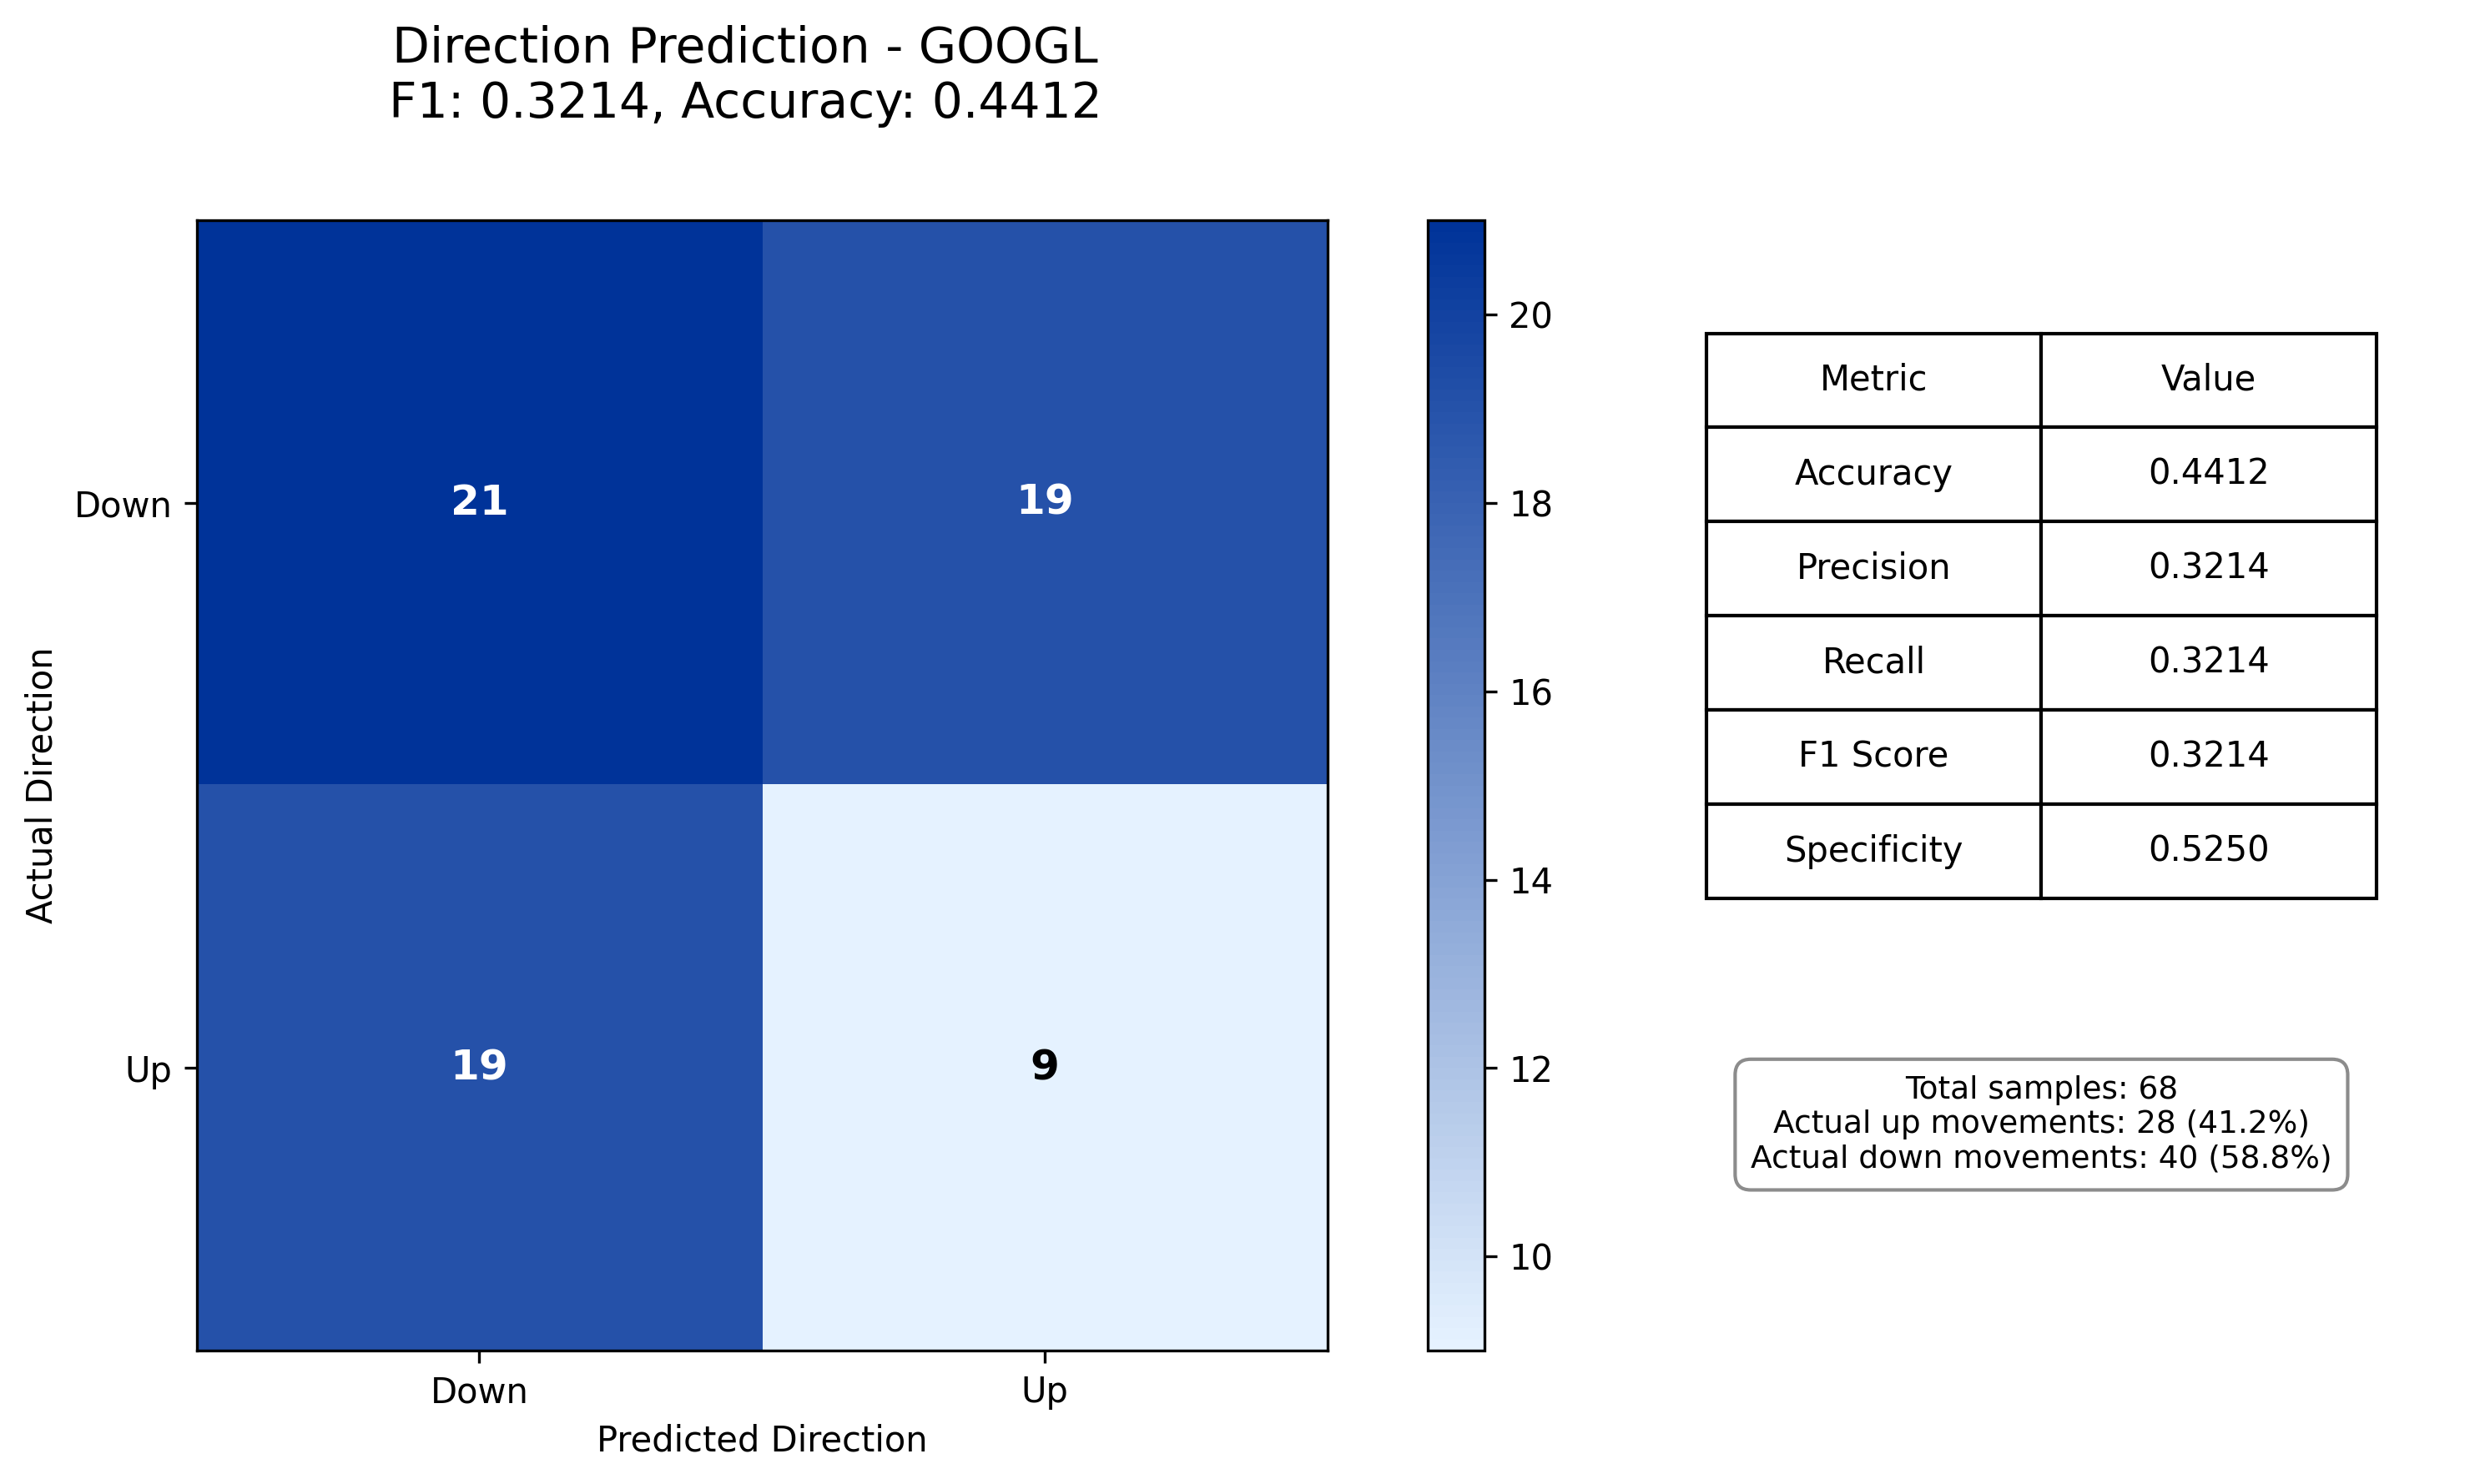 Direction Prediction - GOOGL
F1: 0.3214, Accuracy: 0.4412
Actual Direction
Down
Up
21
19
19
9
Down
Up
Predicted Direction
20
18
16
14
12
10
Metric Value
Accuracy 0.4412
Precision 0.3214
Recall 0.3214
F1 Score 0.3214
Specificity 0.5250
Total samples: 68
Actual up movements: 28 (41.2%)
Actual down movements: 40 (58.8%)